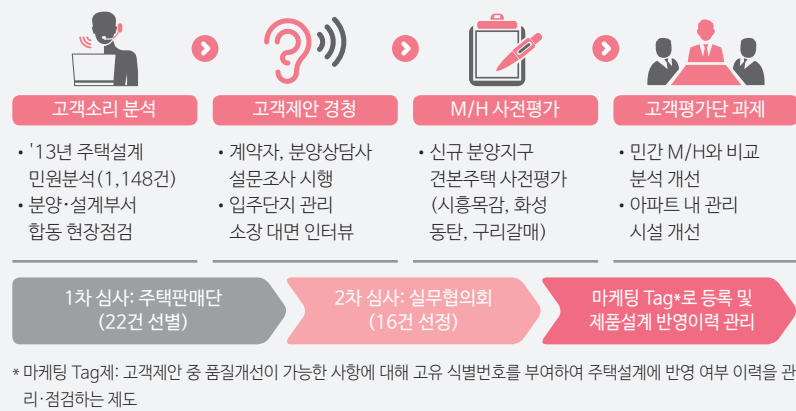 고객소리 분석
고객제안 경청
M/H 사전평가
고객평가단 과제
• '13년 주택설계
민원분석(1,148건)
• 분양·설계부서
합동 현장점검
• 계약자, 분양상담사
설문조사 시행
• 입주단지 관리
소장 대면 인터뷰
• 신규 분양지구
견본주택 사전평가
(시흥목감, 화성
동탄, 구리갈매)
• 민간 M/H와 비교
분석 개선
• 아파트 내 관리
시설 개선
1차 심사: 주택판매단
(22건 선별)
2차 심사: 실무협의회
(16건 선정)
마케팅 Tag*로 등록 및
제품설계 반영이력 관리
* 마케팅 Tag제: 고객제안 중 품질개선이 가능한 사항에 대해 고유 식별번호를 부여하여 주택설계에 반영 여부 이력을 관
리·점검하는 제도